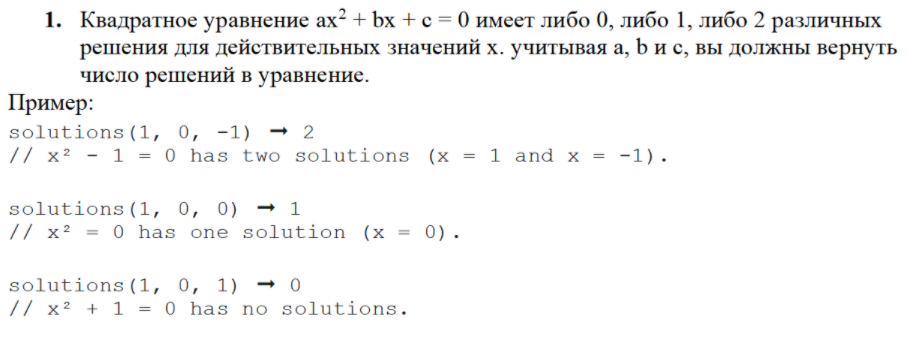 1. Квадратное уравнение ax² + bx + c = 0 имеет либо 0, либо 1, либо 2 различных
решения для действительных значений x. учитывая a, b и c, вы должны вернуть
число решений в уравнение.
Пример:
solutions(1, 0, -1) ➞ 2
// x² - 1 = 0 has two solutions (x = 1 and x = -1).
solutions(1, 0, 0) ➞ 1
// x² = 0 has one solution (x = 0).
solutions(1, 0, 1) ➞ 0
// x² + 1 = 0 has no solutions.